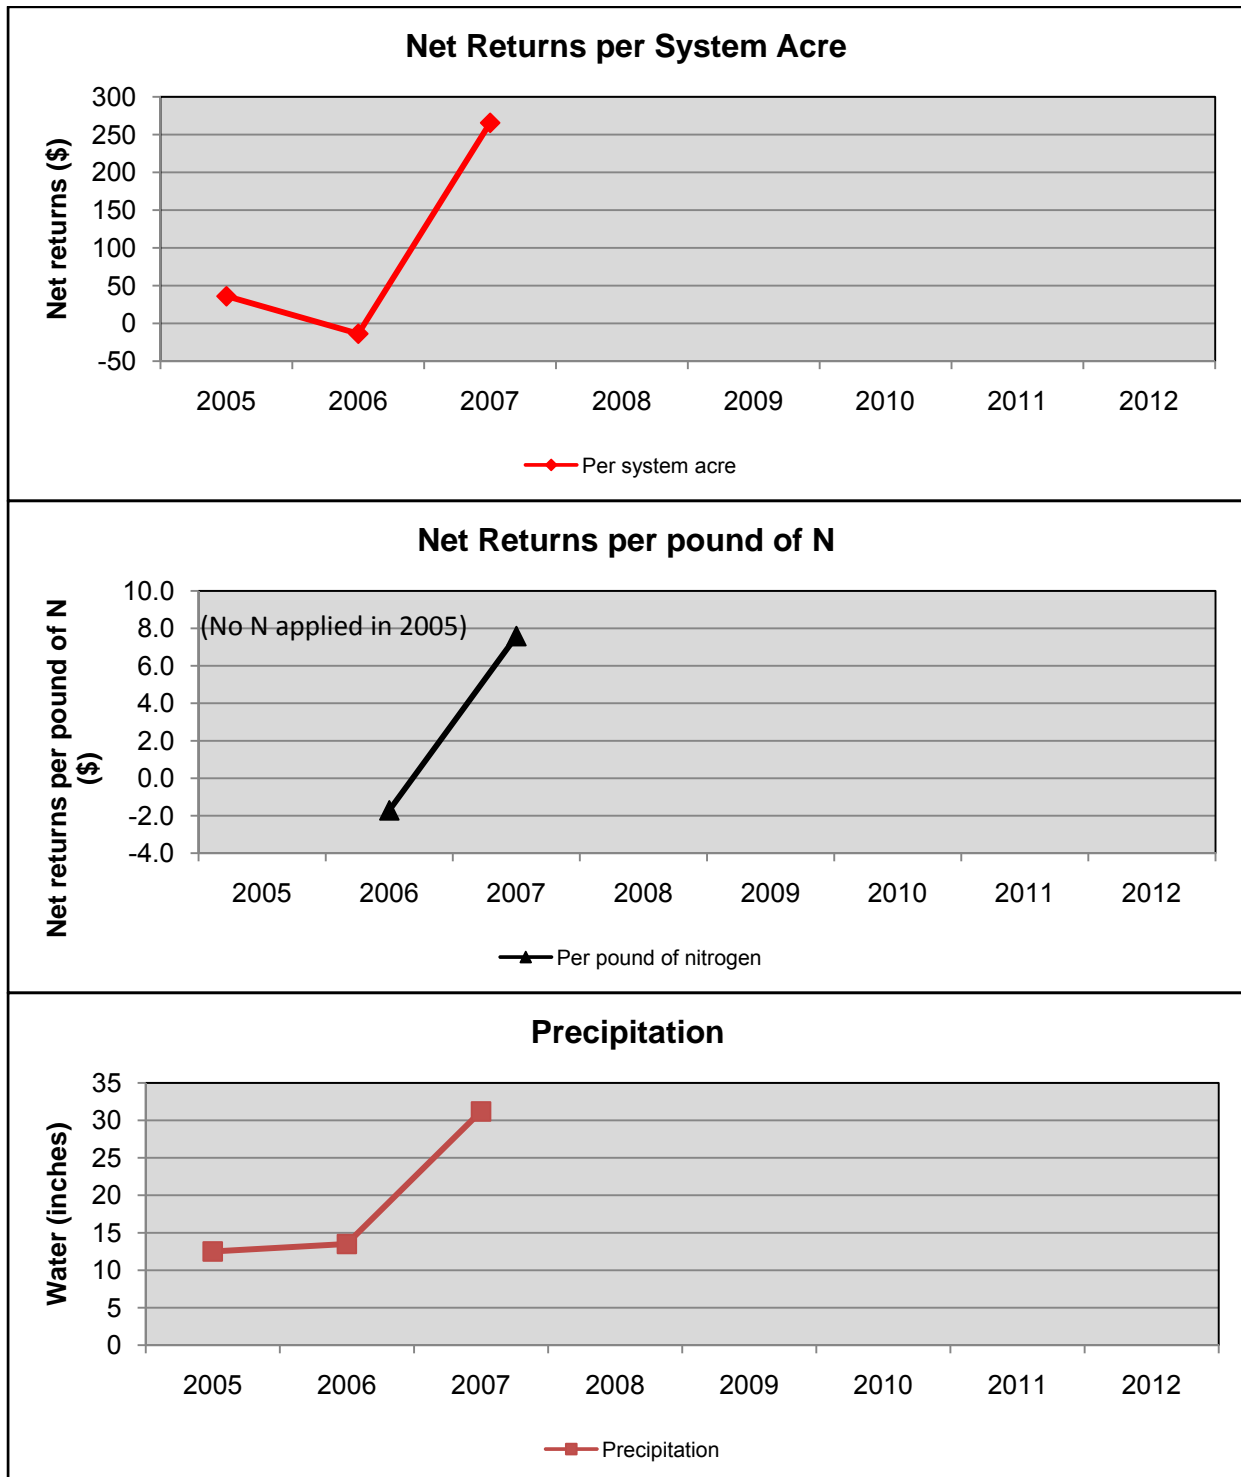 Net Returns per System Acre
Net returns ($)
300
250
200
150
100
50
0
-50
2005 2006 2007 2008 2009 2010 2011 2012
Per system acre
Net Returns per pound of N
Net returns per pound of N
($)
10.0
8.0
6.0
4.0
2.0
0.0
-2.0
-4.0
(No N applied in 2005)
2005 2006 2007 2008 2009 2010 2011 2012
Per pound of nitrogen
Precipitation
Water (inches)
35
30
25
20
15
10
5
0
2005 2006 2007 2008 2009 2010 2011 2012
Precipitation